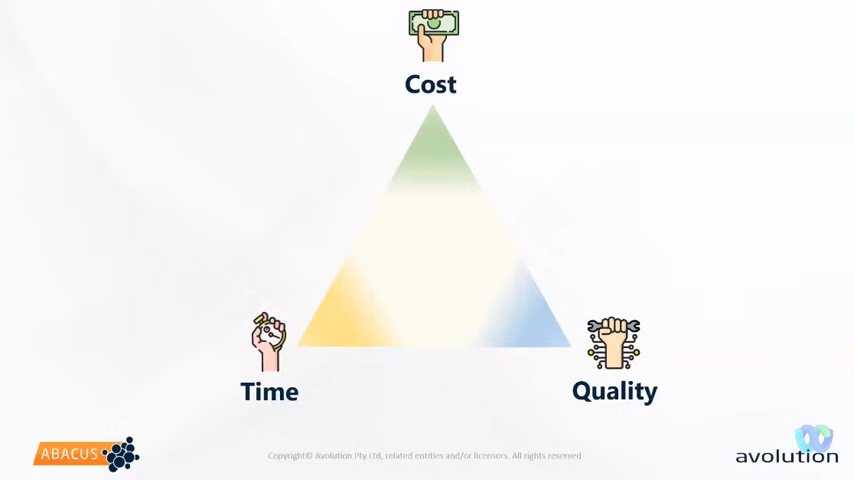 Cost
Time
Quality
ABACUS
Copyright© Avolution Pty Ltd, related entities and/or licensors. All rights reserved
avolution